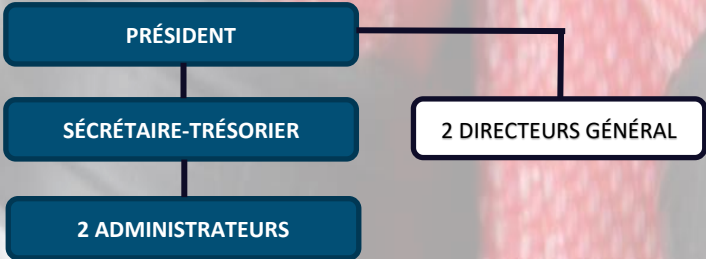 PRÉSIDENT
SÉCRÉTAIRE-TRÉSORIER
2 DIRECTEURS GÉNÉRAL
2 ADMINISTRATEURS